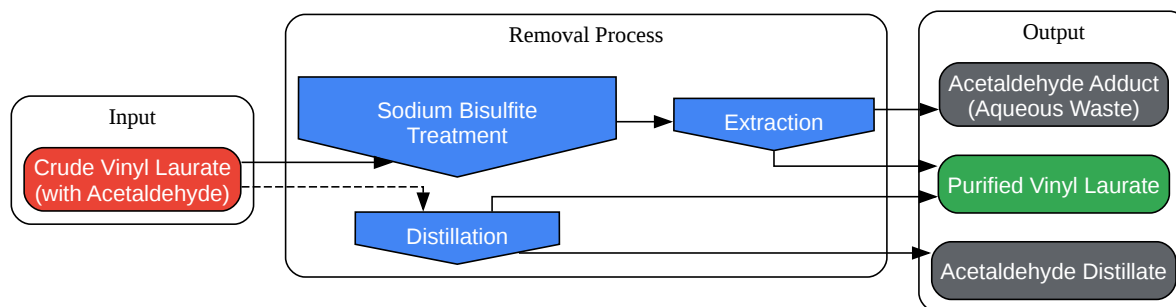 Input
Crude Vinyl Laurate
(with Acetaldehyde)
Removal Process
Sodium Bisulfite
Treatment
Extraction
Distillation
Output
Acetaldehyde Adduct
(Aqueous Waste)
Purified Vinyl Laurate
Acetaldehyde Distillate